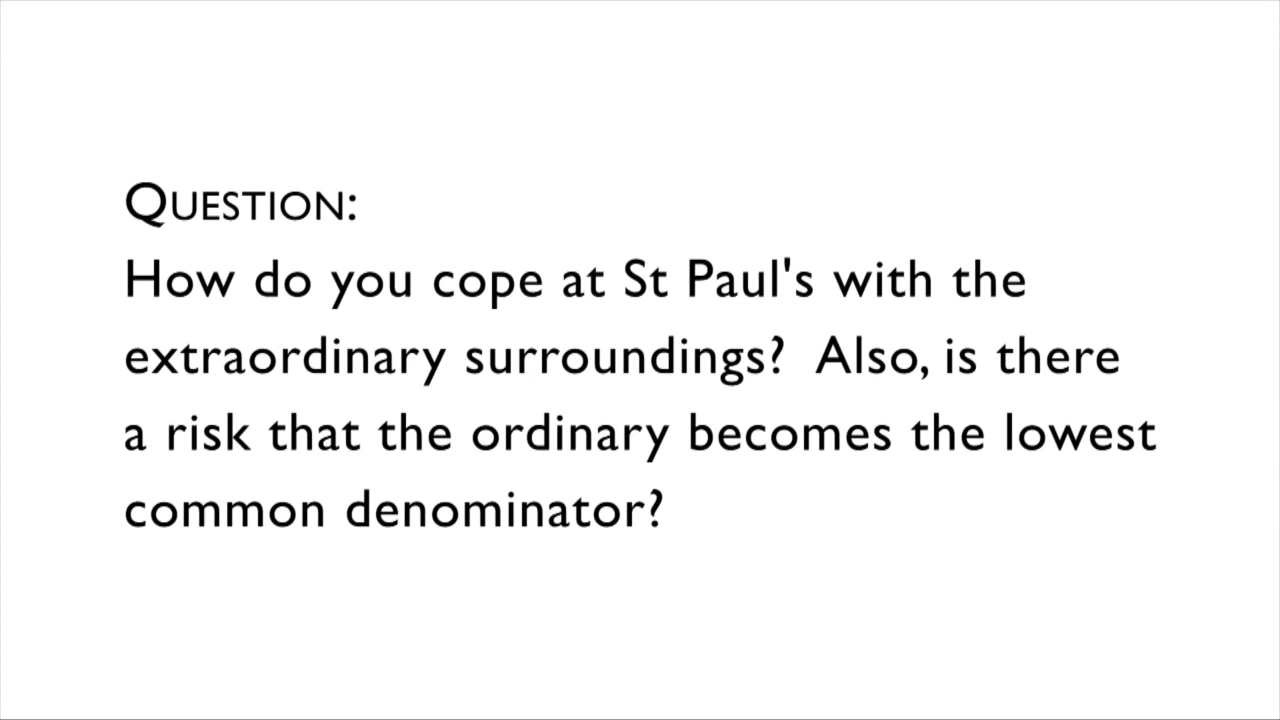 QUESTION:
How do you cope at St Paul's with the
extraordinary surroundings?  Also, is there
a risk that the ordinary becomes the lowest
common denominator?